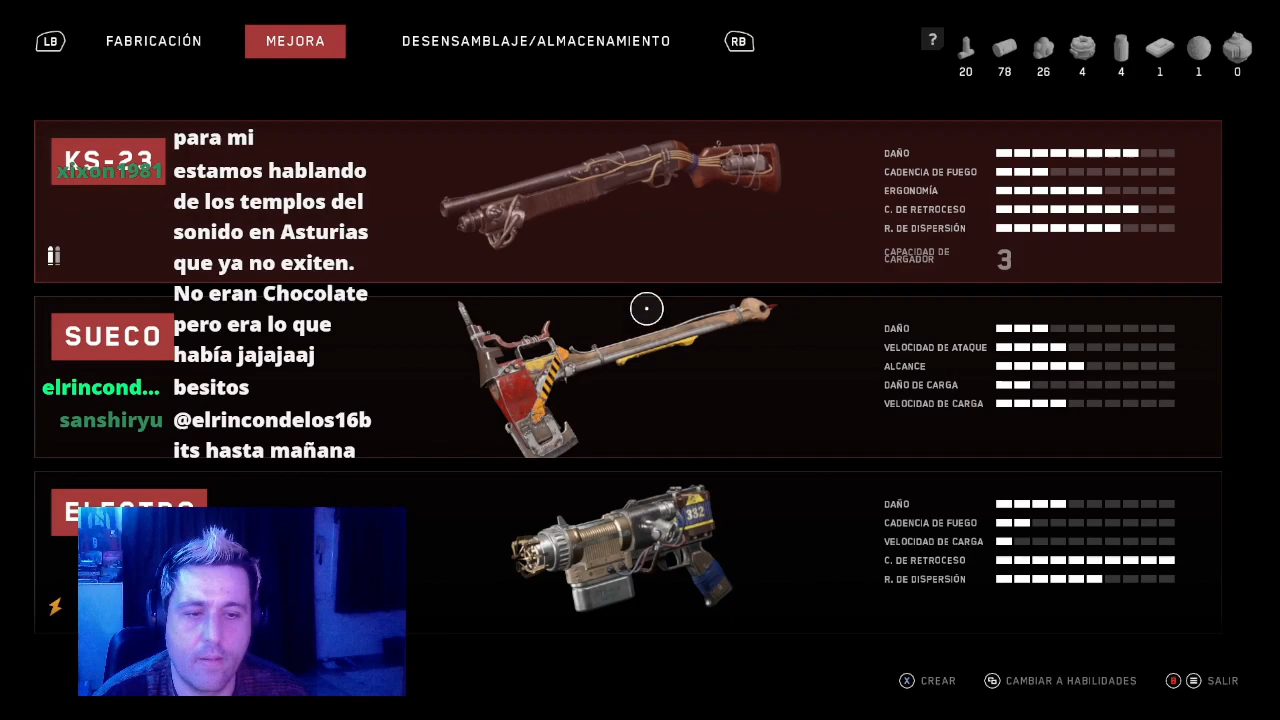 LB FABRICACIÓN MEJORA DESENSAMBLAJE/ALMACENAMIENTO RB ?
20 78 26 4 4 1 1 0
KS-23
para mi
xixon1981 estamos hablando
de los templos del
sonido en Asturias
que ya no exiten.
No eran Chocolate
pero era lo que
había jajajaaj
elrincond... besitos
sanshiryu @elrincondelos16b
its hasta mañana
DAÑO
CADENCIA DE FUEGO
ERGONOMÍA
C. DE RETROCESO
R. DE DISPERSIÓN
CAPACIDAD DE
CARGADOR
3
SUECO
DAÑO
VELOCIDAD DE ATAQUE
ALCANCE
DAÑO DE CARGA
VELOCIDAD DE CARGA
ELECTRO
332
DAÑO
CADENCIA DE FUEGO
VELOCIDAD DE CARGA
C. DE RETROCESO
R. DE DISPERSIÓN
X CREAR CAMBIAR A HABILIDADES B SALIR